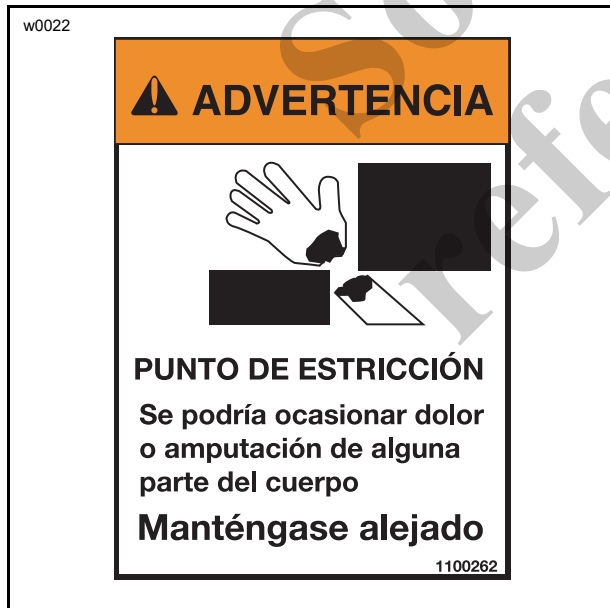 w0022
ADVERTENCIA
PUNTO DE ESTRICCIÓN
Se podría ocasionar dolor
o amputación de alguna
parte del cuerpo
Manténgase alejado
1100262